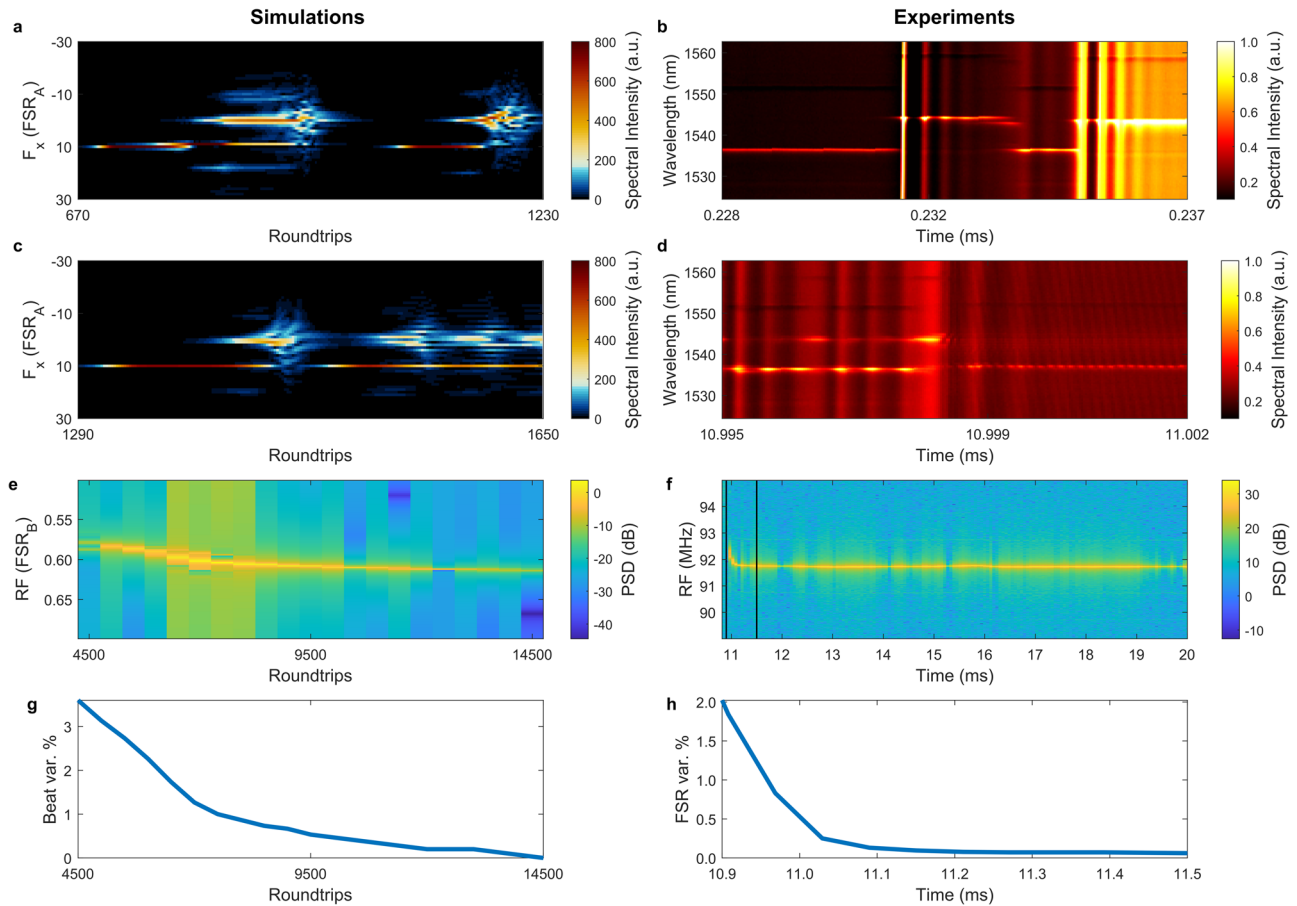 Simulations
Experiments
a
-30
-10
10
30
F_x (FSR_A)
670
1230
Roundtrips
800
600
400
200
0
Spectral Intensity (a.u.)
b
1560
1550
1540
1530
Wavelength (nm)
0.228
0.232
0.237
Time (ms)
1.0
0.8
0.6
0.4
0.2
Spectral Intensity (a.u.)
c
-30
-10
10
30
F_x (FSR_A)
1290
1650
Roundtrips
800
600
400
200
0
Spectral Intensity (a.u.)
d
1560
1550
1540
1530
Wavelength (nm)
10.995
10.999
11.002
Time (ms)
1.0
0.8
0.6
0.4
0.2
Spectral Intensity (a.u.)
e
0.55
0.60
0.65
RF (FSR_B)
4500
9500
14500
Roundtrips
0
-10
-20
-30
-40
PSD (dB)
f
94
92
91
90
RF (MHz)
11
12
13
14
15
16
17
18
19
20
Time (ms)
30
20
10
0
-10
PSD (dB)
g
3
2
1
0
Beat var. %
4500
9500
14500
Roundtrips
h
2.0
1.5
1.0
0.5
0.0
FSR var. %
10.9
11.0
11.1
11.2
11.3
11.4
11.5
Time (ms)